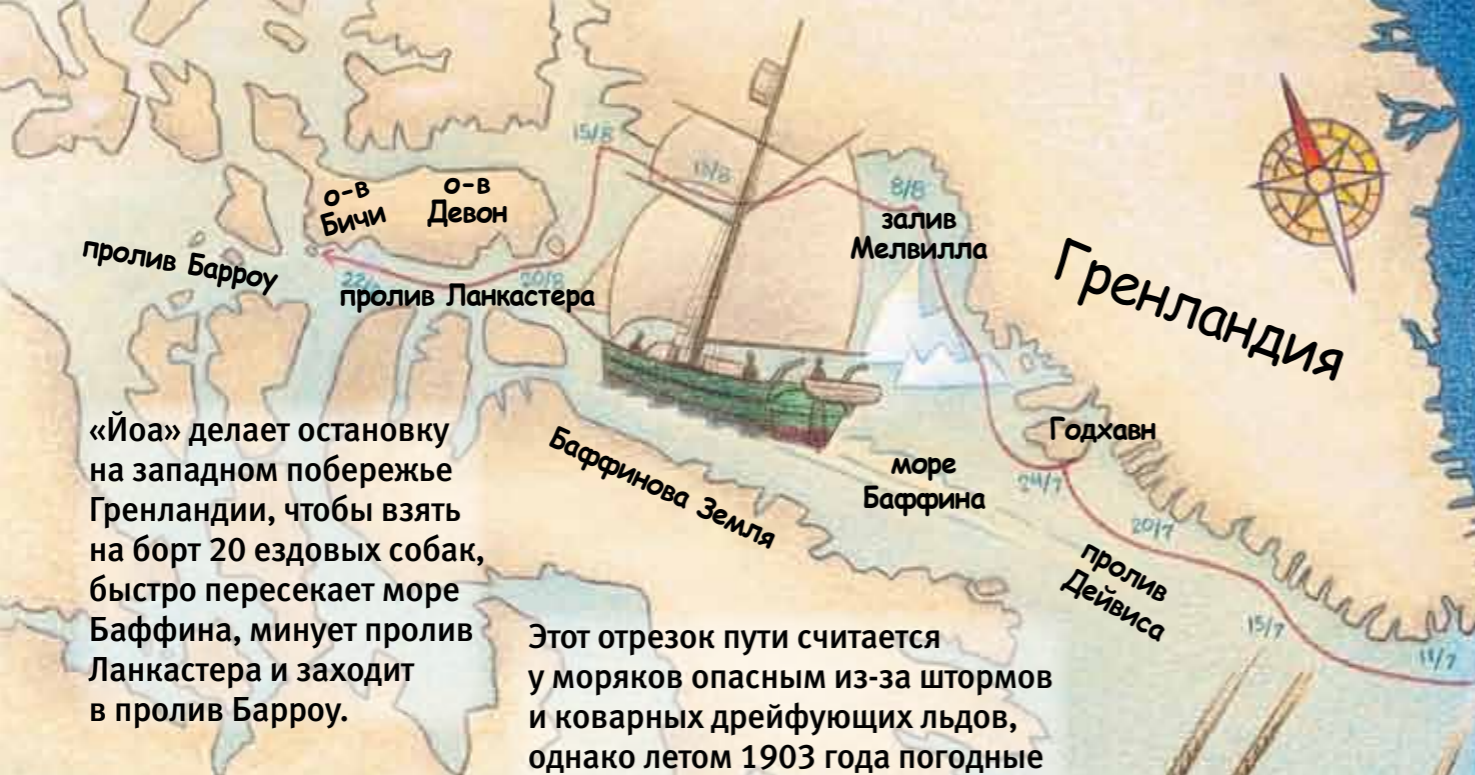 15/8
13/8
8/8
о-в
Бичи
о-в
Девон
залив
Мелвилла
пролив Барроу
20/8
пролив Ланкастера
Гренландия
«Йоа» делает остановку
на западном побережье
Гренландии, чтобы взять
на борт 20 ездовых собак,
быстро пересекает море
Баффина, минует пролив
Ланкастера и заходит
в пролив Барроу.
Годхавн
Баффинова Земля
море
Баффина
24/7
20/7
пролив
Дейвиса
15/7
11/7
Этот отрезок пути считается
у моряков опасным из-за штормов
и коварных дрейфующих льдов,
однако летом 1903 года погодные